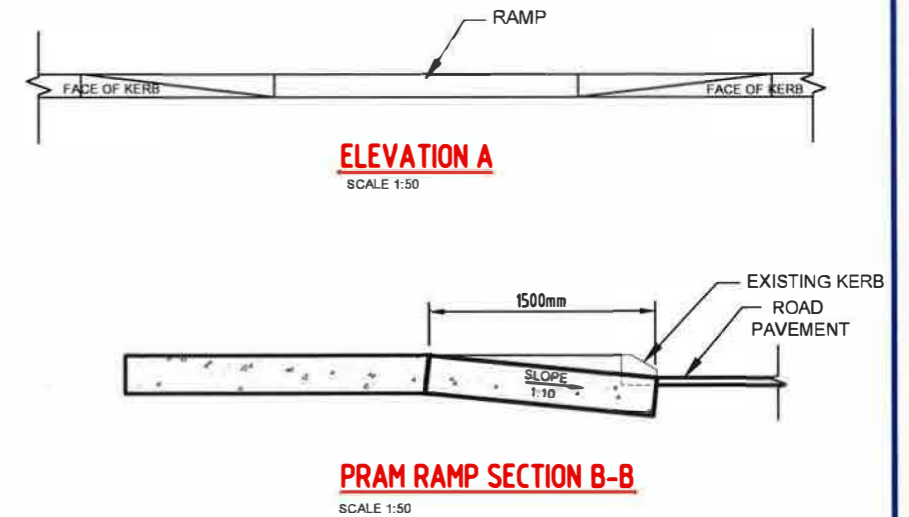 RAMP
FACE OF KERB
FACE OF KERB
ELEVATION A
SCALE 1:50
EXISTING KERB
1500mm
ROAD
PAVEMENT
SLOPE
1:10
PRAM RAMP SECTION B-B
SCALE 1:50